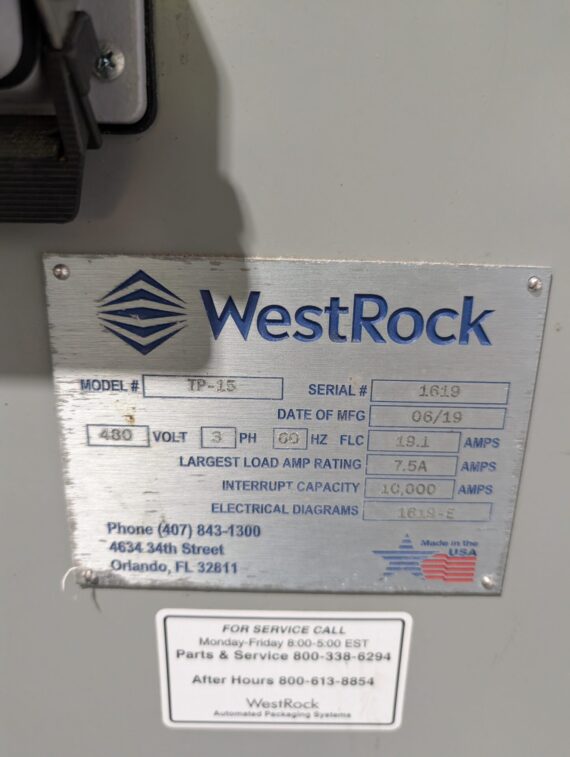 WestRock
MODEL # TP-15 SERIAL # 1619
DATE OF MFG 06/19
480 VOLT 3 PH 60 HZ FLC 19.1 AMPS
LARGEST LOAD AMP RATING 7.5A AMPS
INTERRUPT CAPACITY 10,000 AMPS
ELECTRICAL DIAGRAMS 1619-E
Phone (407) 843-1300
4634 34th Street
Orlando, FL 32811
Made in the
USA
FOR SERVICE CALL
Monday-Friday 8:00-5:00 EST
Parts & Service 800-338-6294
After Hours 800-613-8854
WestRock
Automated Packaging Systems